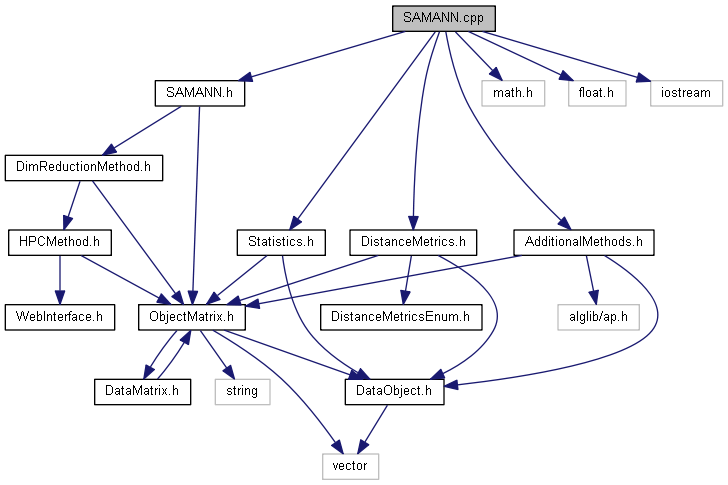 SAMANN.cpp
SAMANN.h
math.h
float.h
iostream
DimReductionMethod.h
HPCMethod.h
Statistics.h
DistanceMetrics.h
AdditionalMethods.h
WebInterface.h
ObjectMatrix.h
DistanceMetricsEnum.h
alglib/ap.h
DataMatrix.h
string
DataObject.h
vector